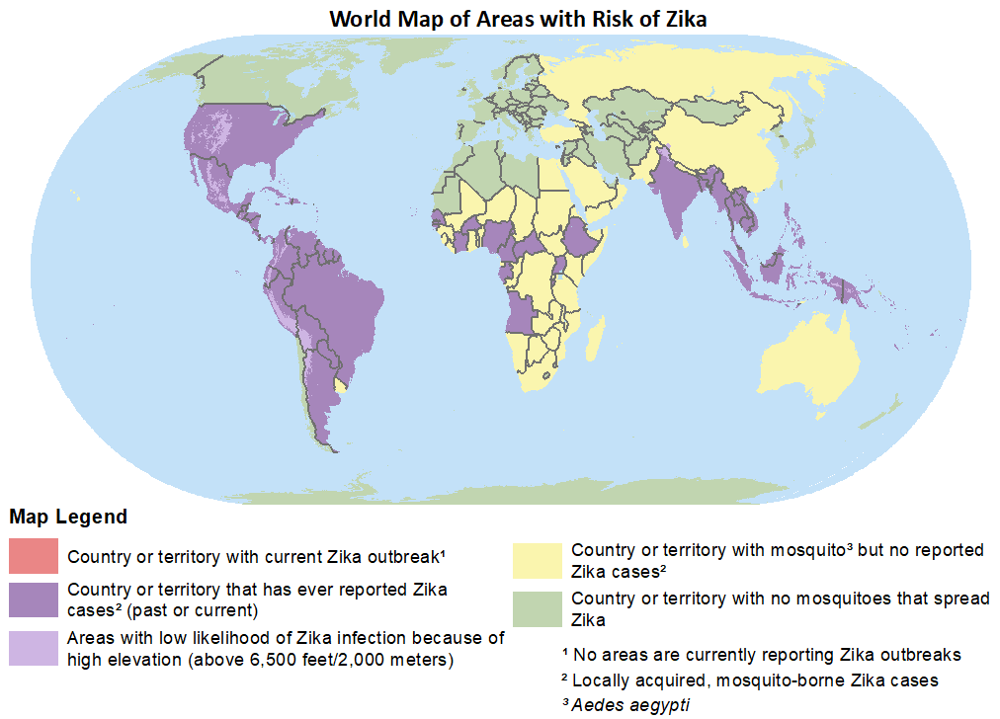 World Map of Areas with Risk of Zika
Map Legend
Country or territory with current Zika outbreak¹
Country or territory that has ever reported Zika
cases² (past or current)
Areas with low likelihood of Zika infection because of
high elevation (above 6,500 feet/2,000 meters)
Country or territory with mosquito³ but no reported
Zika cases²
Country or territory with no mosquitoes that spread
Zika
¹ No areas are currently reporting Zika outbreaks
² Locally acquired, mosquito-borne Zika cases
³ Aedes aegypti